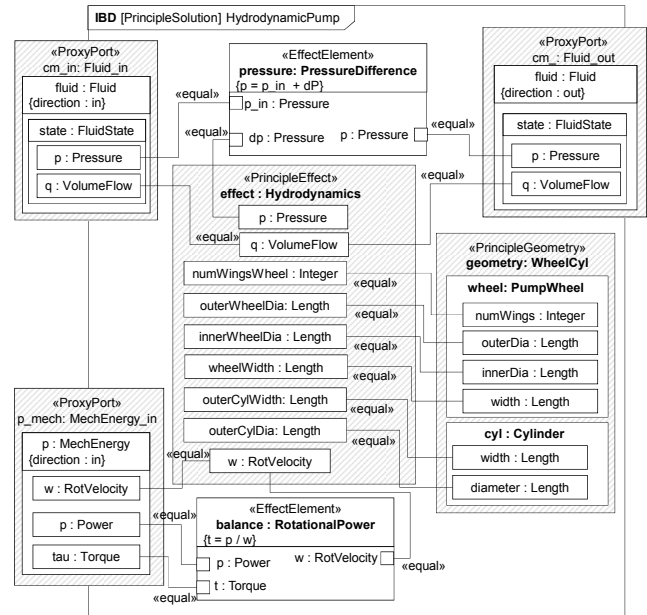 IBD [PrincipleSolution] HydrodynamicPump
«ProxyPort»
cm_in: Fluid_in
fluid : Fluid
{direction : in}
state : FluidState
p : Pressure
q : VolumeFlow
«equal»
«EffectElement»
pressure: PressureDifference
{p = p_in + dP}
p_in : Pressure
«equal»
dp : Pressure
p : Pressure
«equal»
«ProxyPort»
cm_: Fluid_out
fluid : Fluid
{direction : out}
state : FluidState
p : Pressure
q : VolumeFlow
«equal»
«PrincipleEffect»
effect : Hydrodynamics
p : Pressure
«equal»
q : VolumeFlow
numWingsWheel : Integer
«equal»
outerWheelDia: Length
«equal»
innerWheelDia : Length
«equal»
wheelWidth : Length
«equal»
outerCylWidth: Length
«equal»
outerCylDia: Length
«equal»
w : RotVelocity
«PrincipleGeometry»
geometry: WheelCyl
wheel: PumpWheel
numWings : Integer
outerDia : Length
innerDia : Length
width : Length
cyl : Cylinder
width : Length
diameter : Length
«ProxyPort»
p_mech: MechEnergy_in
p : MechEnergy
{direction : in}
w : RotVelocity
p : Power
tau : Torque
«equal»
«equal»
«equal»
«EffectElement»
balance : RotationalPower
{t = p / w}
p : Power
w : RotVelocity
«equal»
t : Torque